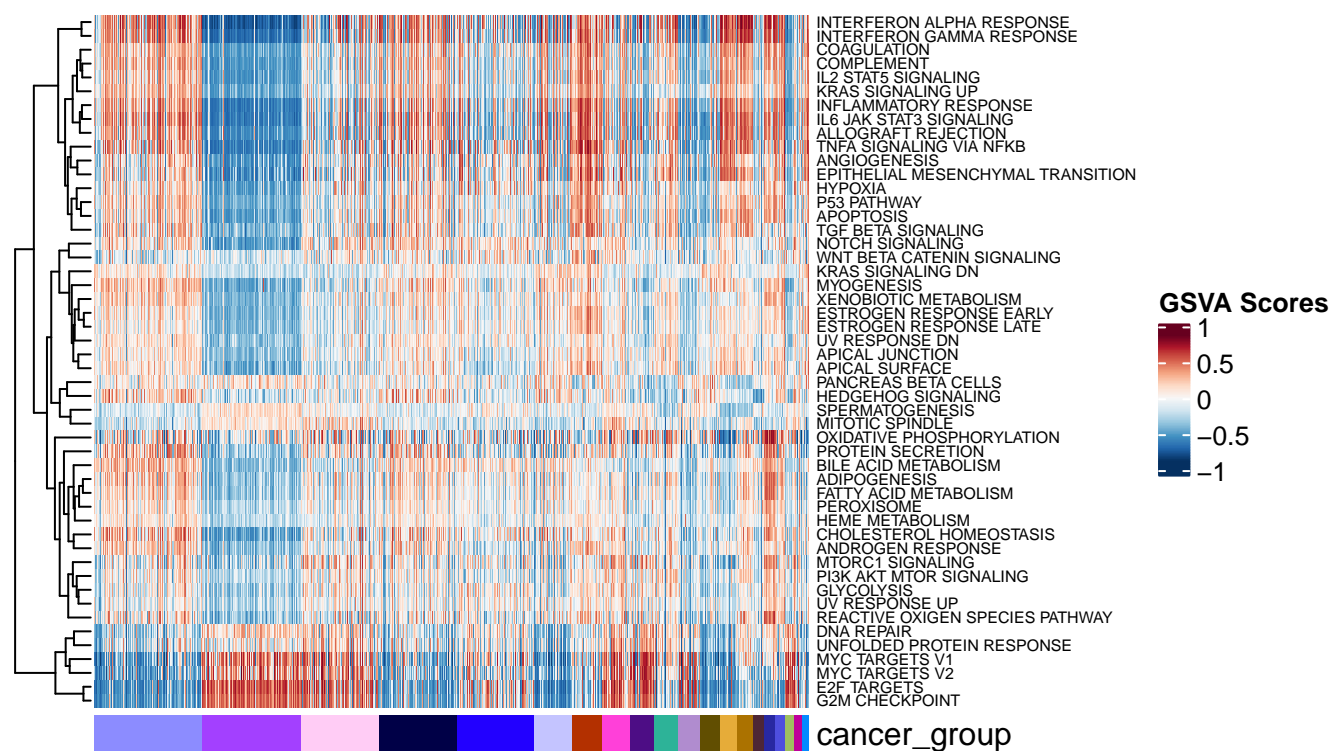 INTERFERON ALPHA RESPONSE
INTERFERON GAMMA RESPONSE
COAGULATION
COMPLEMENT
IL2 STAT5 SIGNALING
KRAS SIGNALING UP
INFLAMMATORY RESPONSE
IL6 JAK STAT3 SIGNALING
ALLOGRAFT REJECTION
TNFA SIGNALING VIA NFKB
ANGIOGENESIS
EPITHELIAL MESENCHYMAL TRANSITION
HYPOXIA
P53 PATHWAY
APOPTOSIS
TGF BETA SIGNALING
NOTCH SIGNALING
WNT BETA CATENIN SIGNALING
KRAS SIGNALING DN
MYOGENESIS
XENOBIOTIC METABOLISM
ESTROGEN RESPONSE EARLY
ESTROGEN RESPONSE LATE
UV RESPONSE DN
APICAL JUNCTION
APICAL SURFACE
PANCREAS BETA CELLS
HEDGEHOG SIGNALING
SPERMATOGENESIS
MITOTIC SPINDLE
OXIDATIVE PHOSPHORYLATION
PROTEIN SECRETION
BILE ACID METABOLISM
ADIPOGENESIS
FATTY ACID METABOLISM
PEROXISOME
HEME METABOLISM
CHOLESTEROL HOMEOSTASIS
ANDROGEN RESPONSE
MTORC1 SIGNALING
PI3K AKT MTOR SIGNALING
GLYCOLYSIS
UV RESPONSE UP
REACTIVE OXIGEN SPECIES PATHWAY
DNA REPAIR
UNFOLDED PROTEIN RESPONSE
MYC TARGETS V1
MYC TARGETS V2
E2F TARGETS
G2M CHECKPOINT
cancer_group
GSVA Scores
1
0.5
0
−0.5
−1